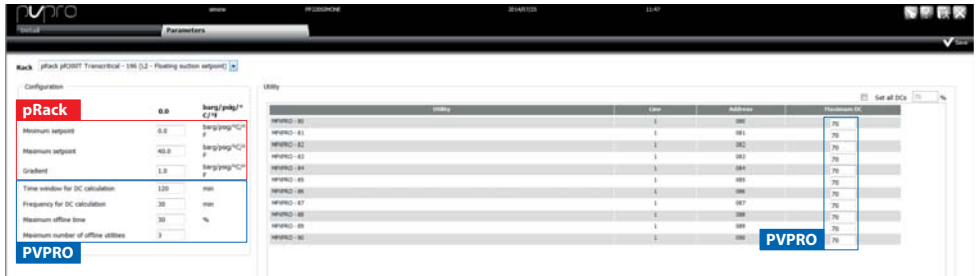 pvpro
simone
PP2205IMONE
2014/07/25
11:47
Detail
Parameters
Save
Rack
pRack pR300T Transcritical - 196 (L2 - Floating suction setpoint)
Configuration
pRack
0.0 barg/psig/°C/°F
Minimum setpoint 0.0 barg/psig/°C/°F
Maximum setpoint 40.0 barg/psig/°C/°F
Gradient 1.0 barg/psig/°C/°F
Time window for DC calculation 120 min
Frequency for DC calculation 30 min
Maximum offline time 30 %
Maximum number of offline utilities 3
PVPRO
Utility
Set all DCs 70 %
Utility Line Address Maximum DC
MPXPRO - 80 1 080 70
MPXPRO - 81 1 081 70
MPXPRO - 82 1 082 70
MPXPRO - 83 1 083 70
MPXPRO - 84 1 084 70
MPXPRO - 85 1 085 70
MPXPRO - 86 1 086 70
MPXPRO - 87 1 087 70
MPXPRO - 88 1 088 70
MPXPRO - 89 1 089 70
MPXPRO - 90 1 090 70
PVPRO